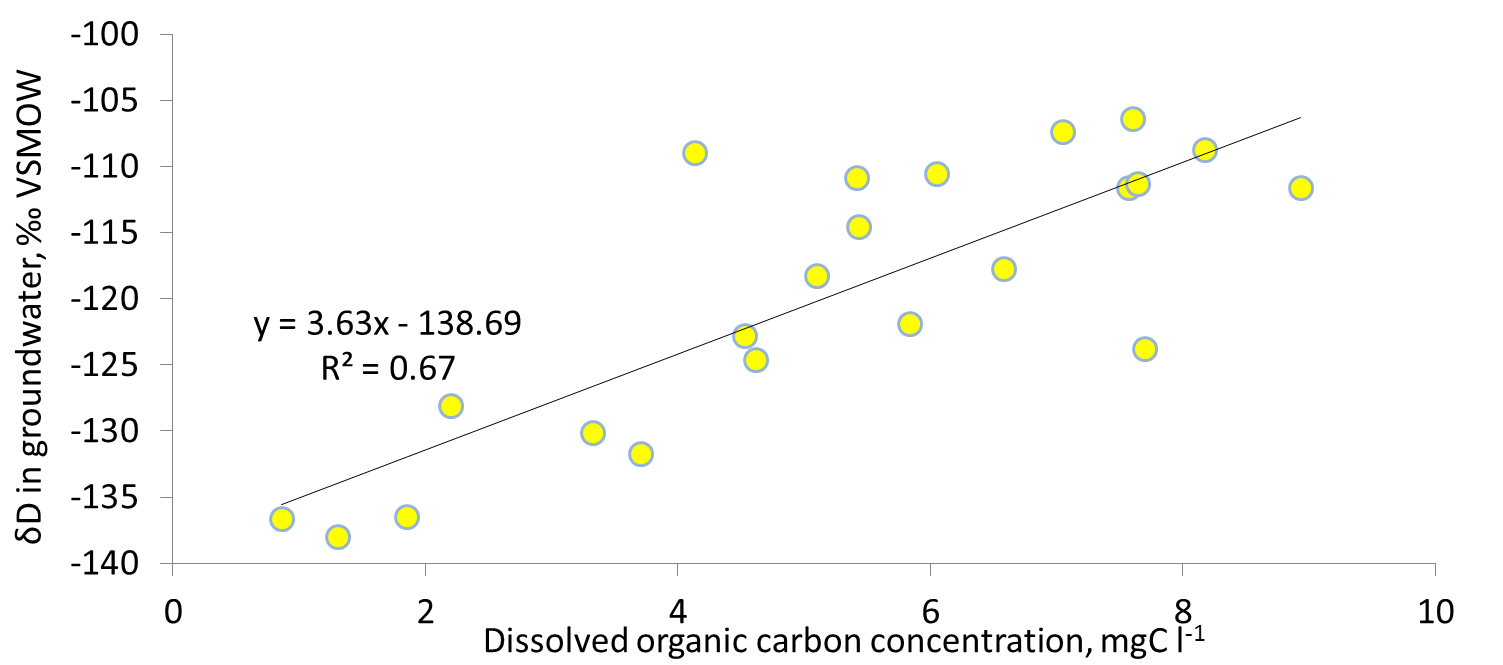 -100
-105
-110
-115
-120
-125
-130
-135
-140
δD in groundwater, ‰ VSMOW
y = 3.63x - 138.69
R² = 0.67
0 2 4 6 8 10
Dissolved organic carbon concentration, mgC l⁻¹